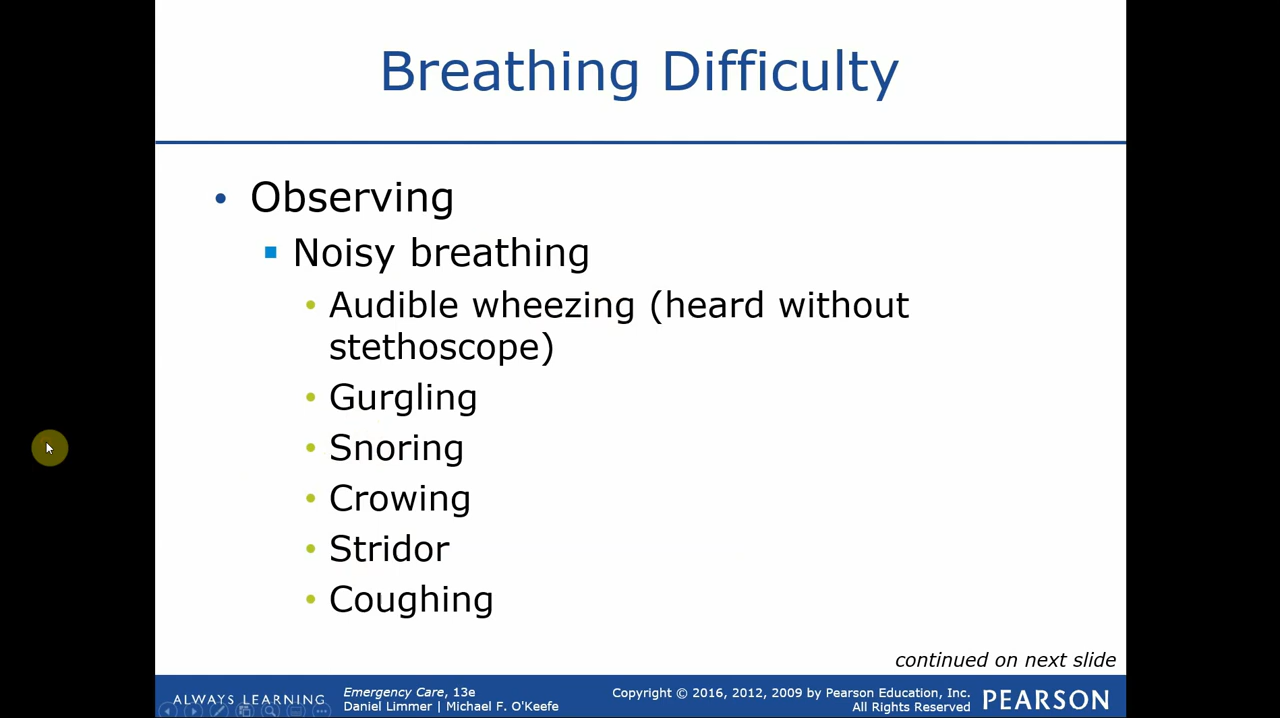 Breathing Difficulty
• Observing
▪ Noisy breathing
• Audible wheezing (heard without
stethoscope)
• Gurgling
• Snoring
• Crowing
• Stridor
• Coughing
continued on next slide
ALWAYS LEARNING
Emergency Care, 13e
Daniel Limmer | Michael F. O'Keefe
Copyright © 2016, 2012, 2009 by Pearson Education, Inc.
All Rights Reserved
PEARSON